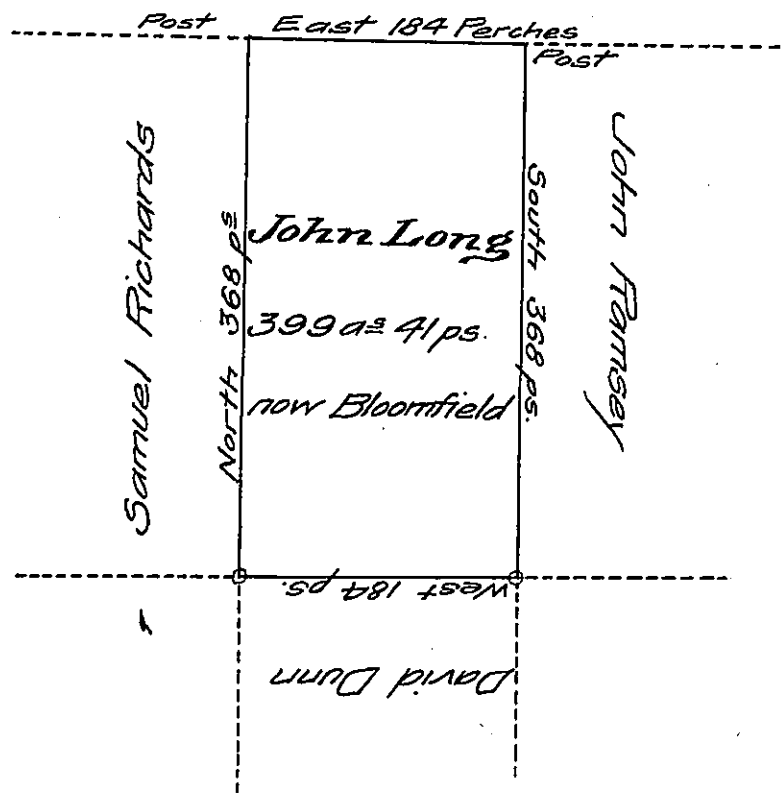 Post East 184 Perches
Post
Samuel Richards
North 368 ps
John Long
399 as 41 ps.
now Bloomfield
South 368 ps.
John Ramsey
West 184 ps.
David Dunn